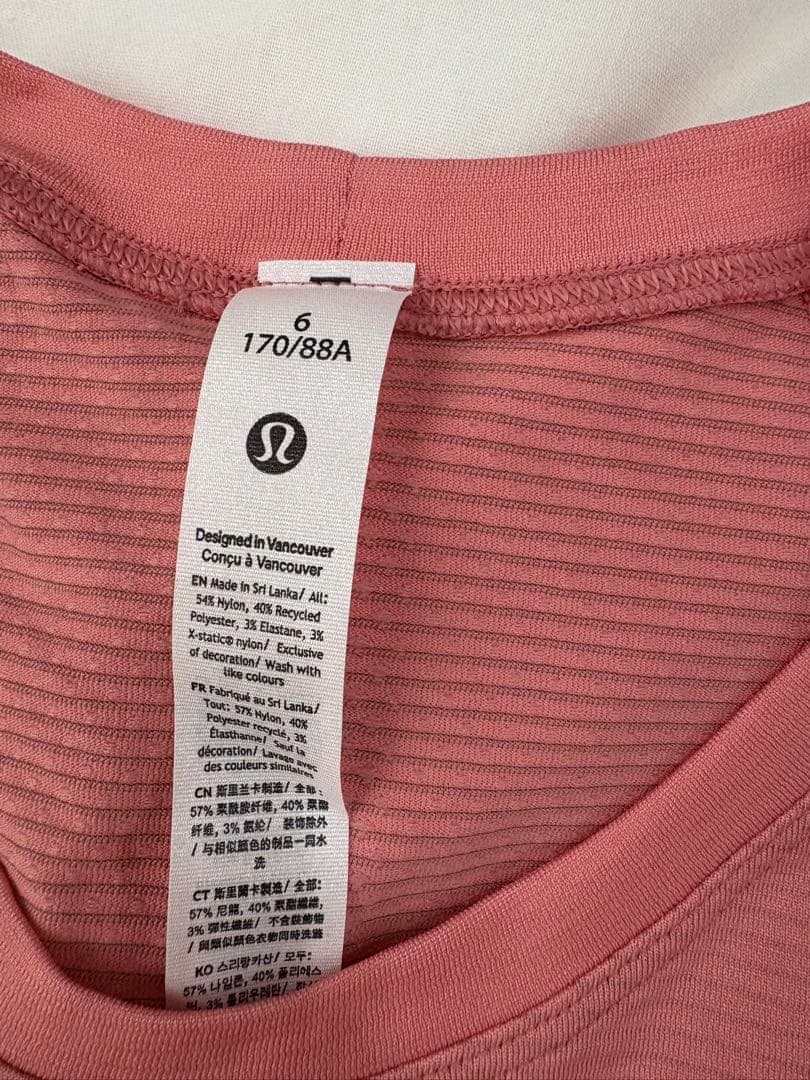 6
170/88A
Designed in Vancouver
Conçu à Vancouver
EN Made in Sri Lanka/ All:
54% Nylon, 40% Recycled
Polyester, 3% Elastane, 3%
X-static® nylon/ Exclusive
of decoration/ Wash with
like colours
FR Fabriqué au Sri Lanka/
Tout: 57% Nylon, 40%
Polyester recyclé, 3%
Élasthanne/ Sauf la
décoration/ Lavage avec
des couleurs similaires
CN 斯里兰卡制造/ 全部:
57% 聚酰胺纤维, 40% 聚酯
纤维, 3% 氨纶/ 装饰除外
/ 与相似颜色的制品一同水
洗
CT 斯里蘭卡製造/ 全部:
57% 尼龍, 40% 聚酯纖維,
3% 彈性纖維/ 不含裝飾物
/ 與類似顏色衣物同時洗滌
KO 스리랑카산/ 모두:
57% 나일론, 40% 폴리에스
3% 폴리우레탄/